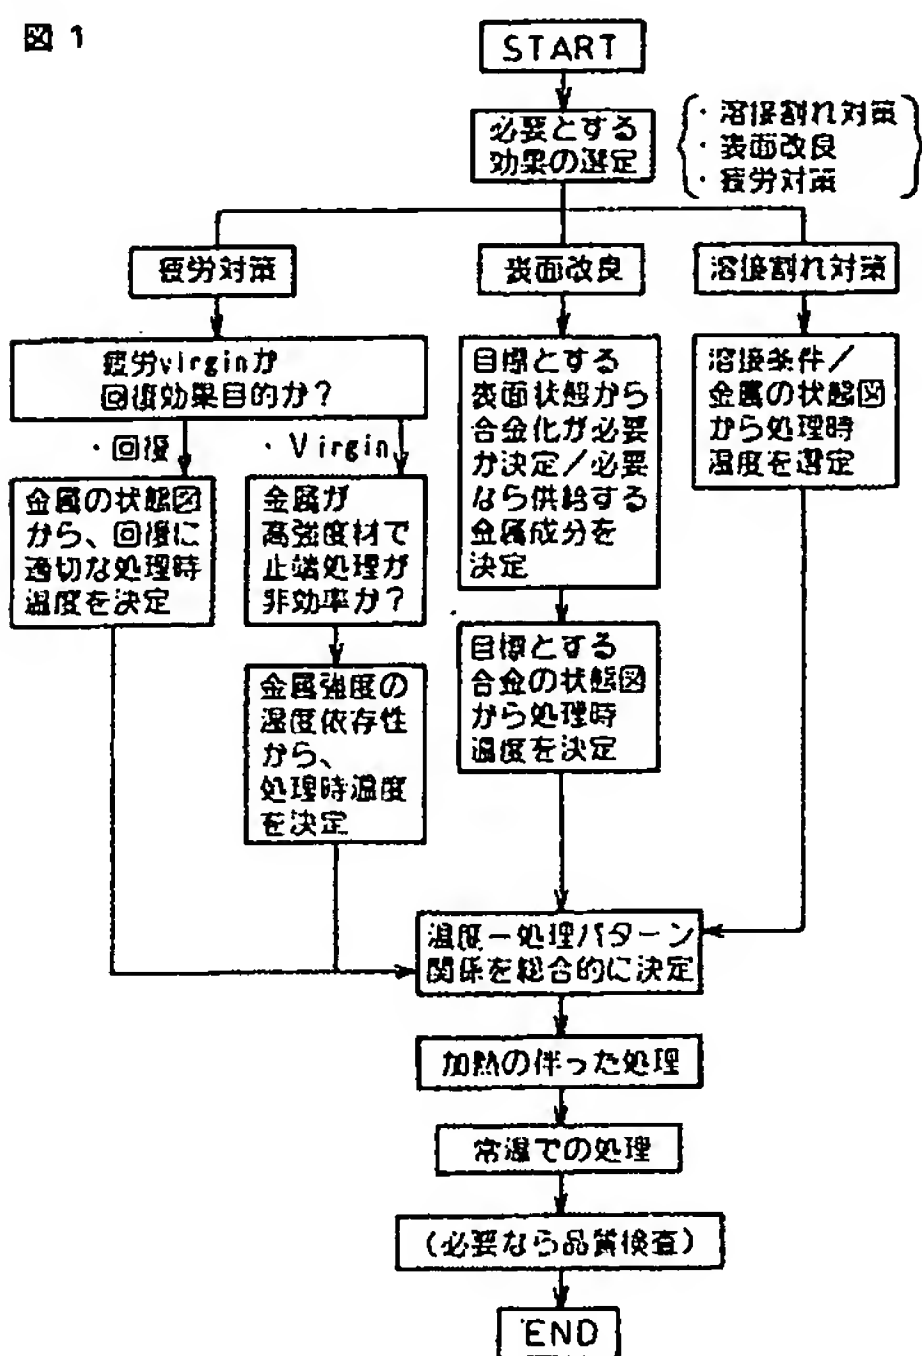 図 1
START
必要とする
効果の選定
・溶接割れ対策
・表面改良
・疲労対策
疲労対策
表面改良
溶接割れ対策
疲労virginか
回復効果目的か?
・回復
・Virgin
金属の状態図
から、回復に
適切な処理時
温度を決定
金属が
高強度材で
止端処理が
非効率か?
金属強度の
温度依存性
から、
処理時温度
を決定
目標とする
表面状態から
合金化が必要
か決定/必要
なら供給する
金属成分を
決定
目標とする
合金の状態図
から処理時
温度を決定
溶接条件/
金属の状態図
から処理時
温度を選定
温度-処理パターン
関係を総合的に決定
加熱の伴った処理
常温での処理
(必要なら品質検査)
END